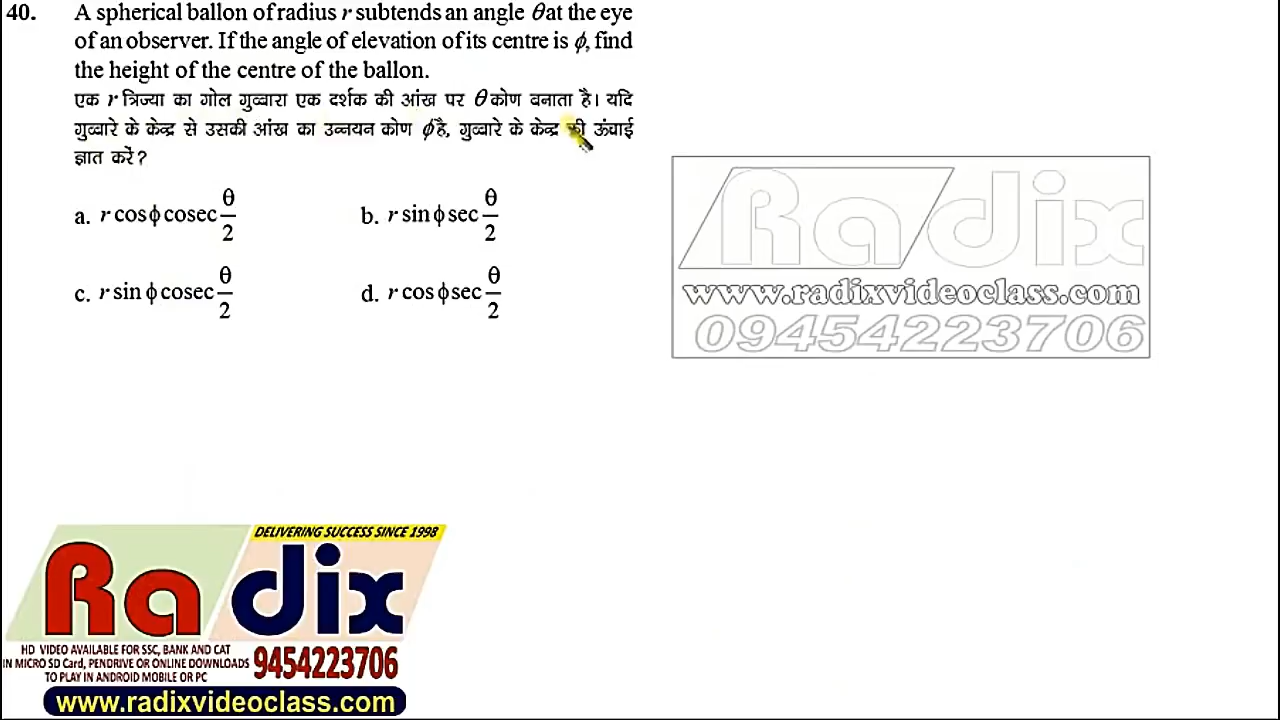 40. A spherical ballon of radius r subtends an angle θ at the eye
of an observer. If the angle of elevation of its centre is ϕ, find
the height of the centre of the ballon.
एक r त्रिज्या का गोल गुब्बारा एक दर्शक की आंख पर θ कोण बनाता है। यदि
गुब्बारे के केन्द्र से उसकी आंख का उन्नयन कोण ϕ है, गुब्बारे के केन्द्र की ऊंचाई
ज्ञात करें?
a. r cos ϕ cosec θ/2 b. r sin ϕ sec θ/2
c. r sin ϕ cosec θ/2 d. r cos ϕ sec θ/2
Radix
www.radixvideoclass.com
09454223706
DELIVERING SUCCESS SINCE 1998
Radix
HD VIDEO AVAILABLE FOR SSC, BANK AND CAT
IN MICRO SD Card, PENDRIVE OR ONLINE DOWNLOADS
TO PLAY IN ANDROID MOBILE OR PC
9454223706
www.radixvideoclass.com